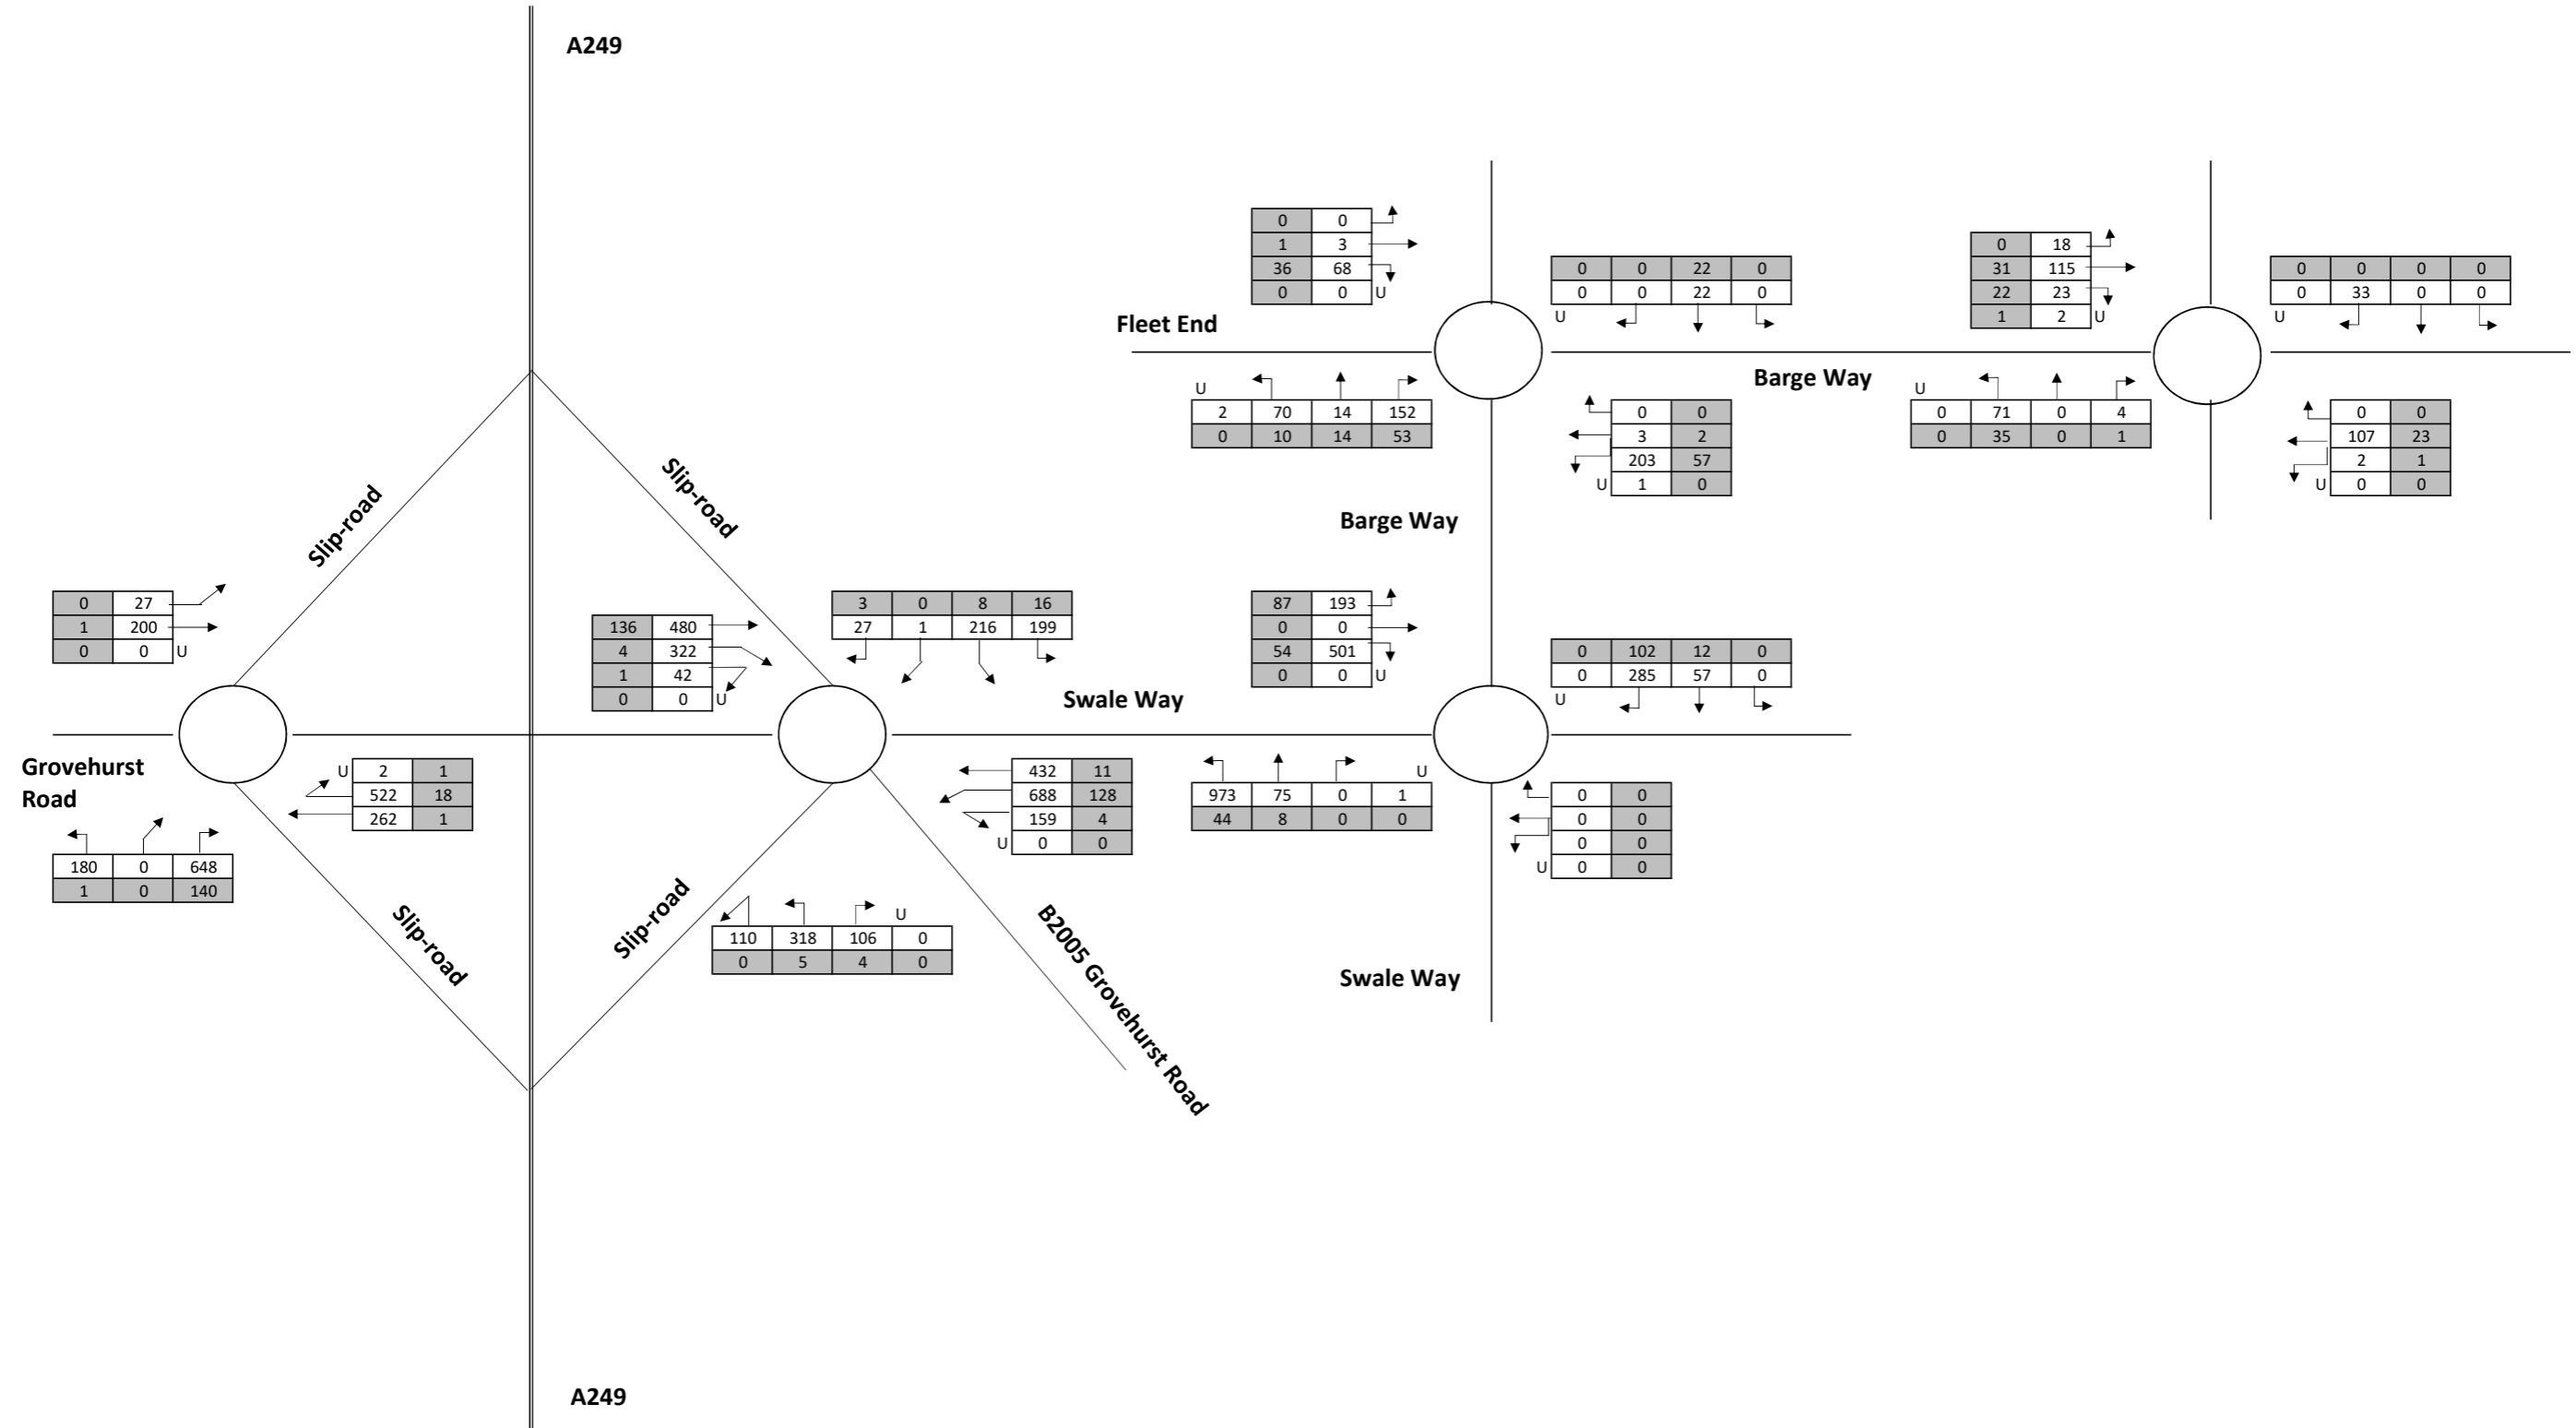 A249
0 0
1 3
36 68
0 0 U
0 0 22 0
0 0 22 0
U
0 18
31 115
22 23
1 2 U
0 0 0 0
0 33 0 0
U
Fleet End
Barge Way
U
2 70 14 152
0 10 14 53
0 0
3 2
203 57
U 1 0
U
0 71 0 4
0 35 0 1
0 0
107 23
2 1
U 0 0
Slip-road
Slip-road
Barge Way
0 27
1 200
0 0 U
136 480
4 322
1 42
0 0 U
3 0 8 16
27 1 216 199
Swale Way
87 193
0 0
54 501
0 0 U
0 102 12 0
0 285 57 0
U
Grovehurst
Road
U 2 1
522 18
262 1
180 0 648
1 0 140
432 11
688 128
159 4
U 0 0
U
973 75 0 1
44 8 0 0
0 0
0 0
0 0
U 0 0
Slip-road
Slip-road
U
110 318 106 0
0 5 4 0
B2005 Grovehurst Road
Swale Way
A249